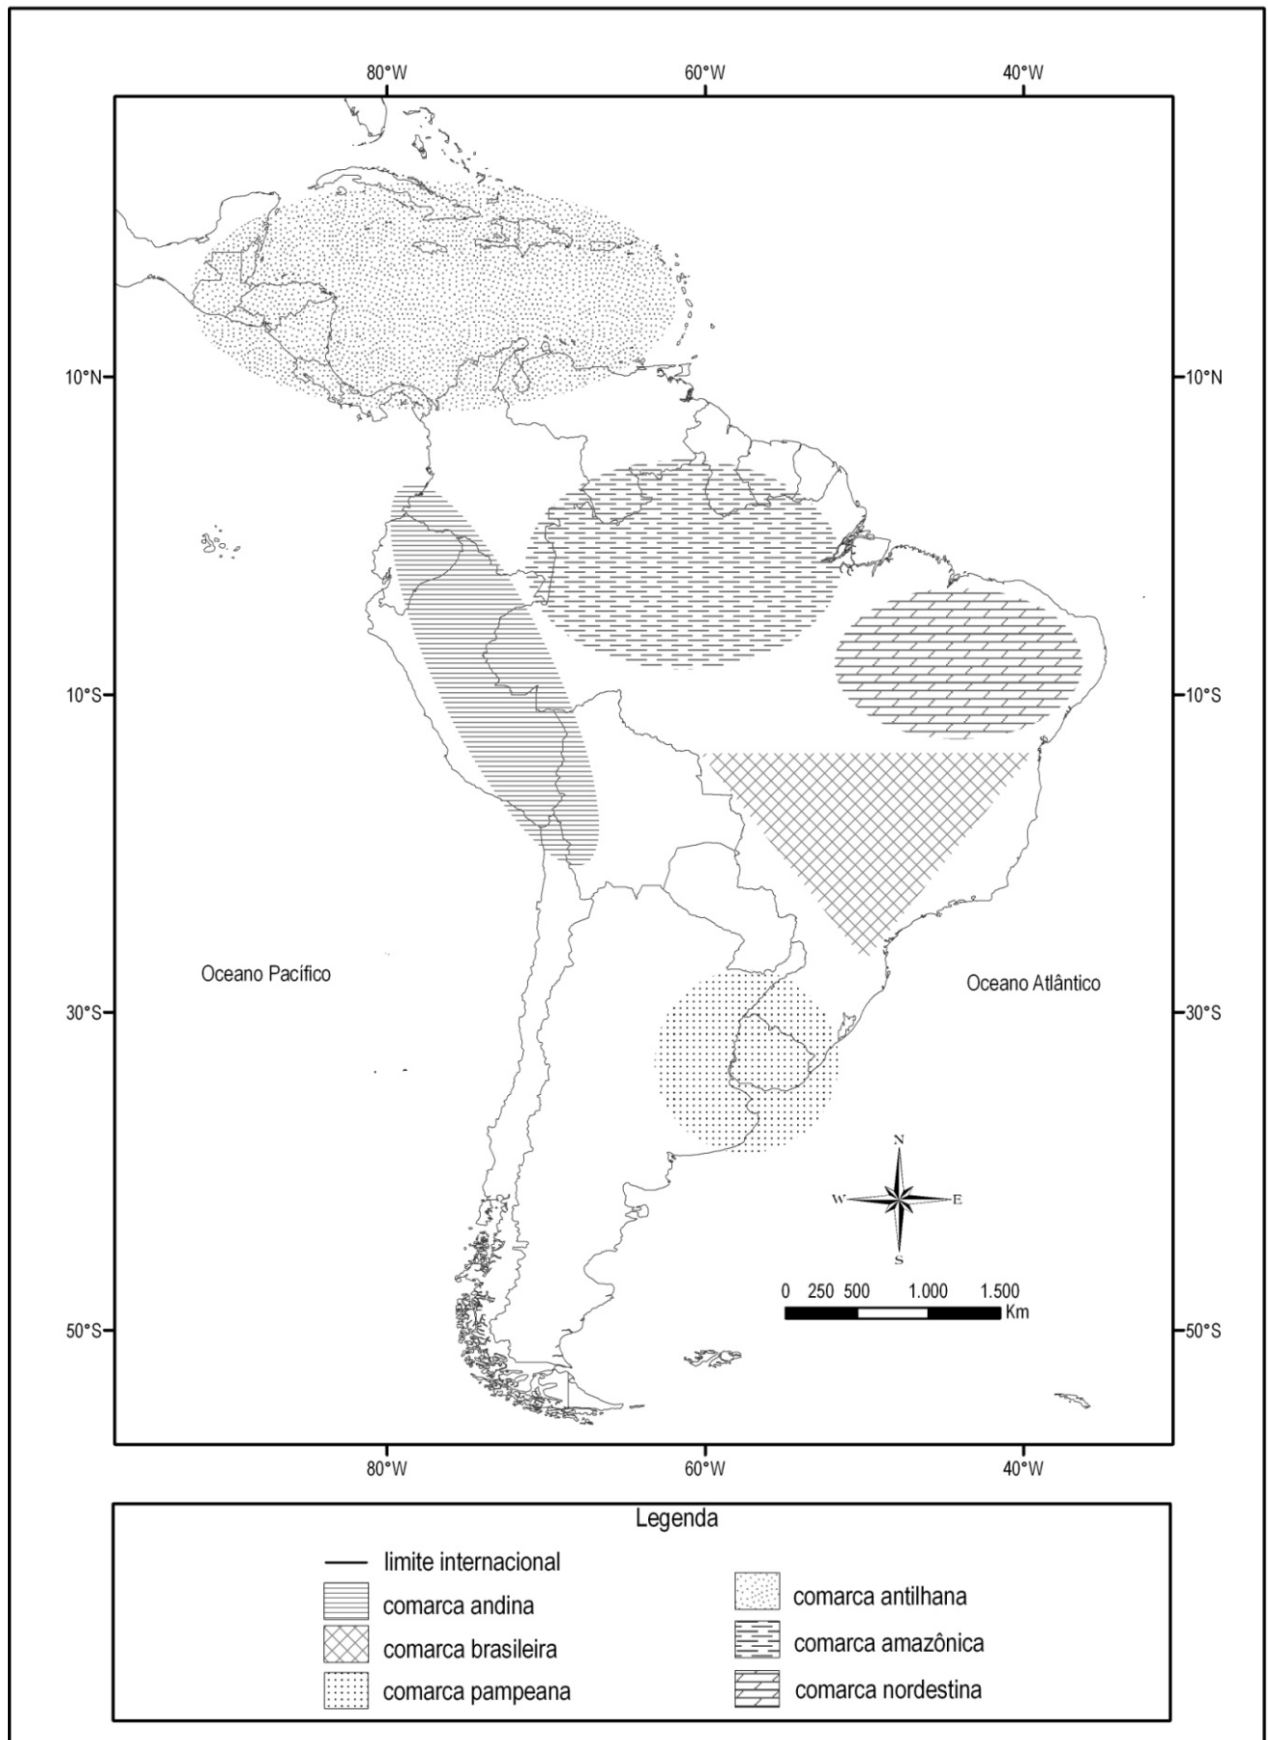 80°W 60°W 40°W
10°N 10°N
10°S 10°S
Oceano Pacífico
Oceano Atlântico
30°S 30°S
N
W E
S
0 250 500 1.000 1.500
Km
50°S 50°S
80°W 60°W 40°W
Legenda
limite internacional
comarca andina
comarca brasileira
comarca pampeana
comarca antilhana
comarca amazônica
comarca nordestina